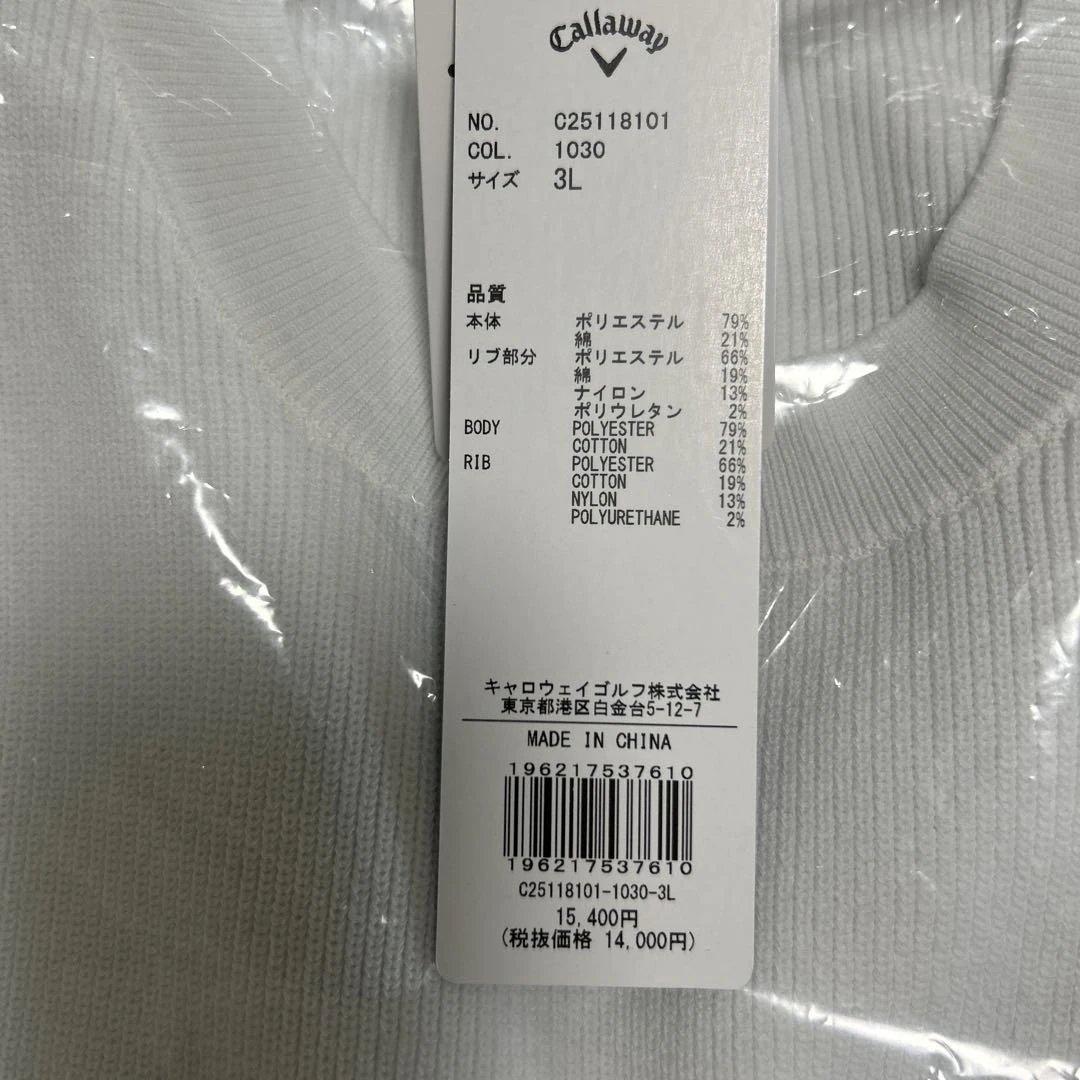 Callaway
NO. C25118101
COL. 1030
サイズ 3L
品質
本体 ポリエステル 79%
綿 21%
リブ部分 ポリエステル 66%
綿 19%
ナイロン 13%
ポリウレタン 2%
BODY POLYESTER 79%
COTTON 21%
RIB POLYESTER 66%
COTTON 19%
NYLON 13%
POLYURETHANE 2%
キャロウェイゴルフ株式会社
東京都港区白金台5-12-7
MADE IN CHINA
196217537610
196217537610
C25118101-1030-3L
15,400円
(税抜価格 14,000円)